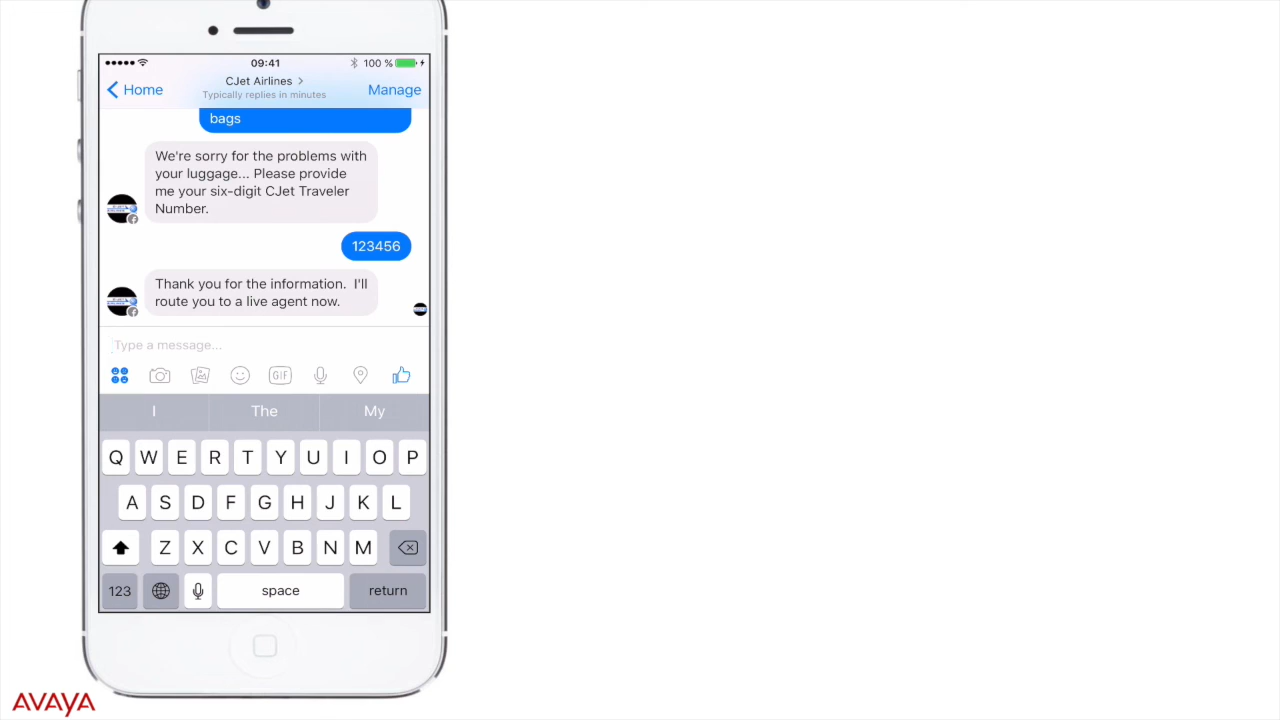 09:41
100 %
Home
CJet Airlines
Typically replies in minutes
Manage
bags
We're sorry for the problems with
your luggage... Please provide
me your six-digit CJet Traveler
Number.
123456
Thank you for the information. I'll
route you to a live agent now.
Type a message...
GIF
I The My
Q W E R T Y U I O P
A S D F G H J K L
Z X C V B N M
123 space return
AVAYA